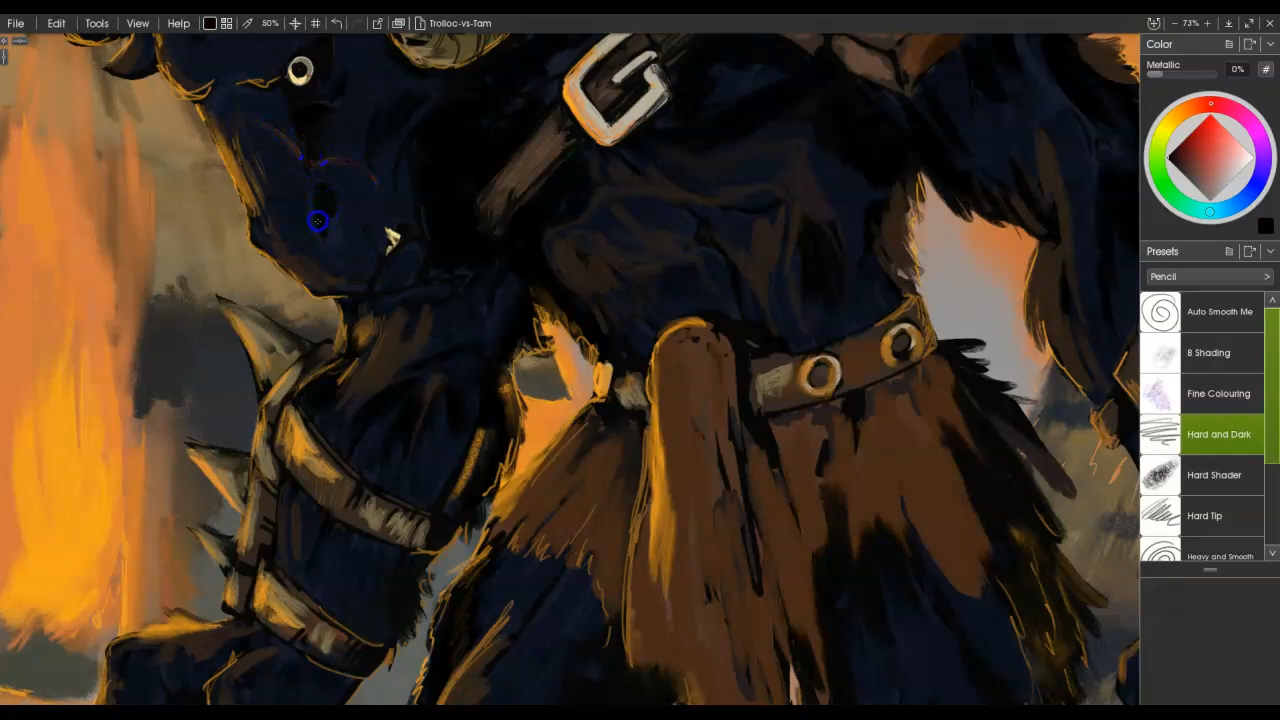 File Edit Tools View Help 50% Trolloc-vs-Tam 73%
Color
Metallic
0% #
Presets
Pencil >
Auto Smooth Me
B Shading
Fine Colouring
Hard and Dark
Hard Shader
Hard Tip
Heavy and Smooth